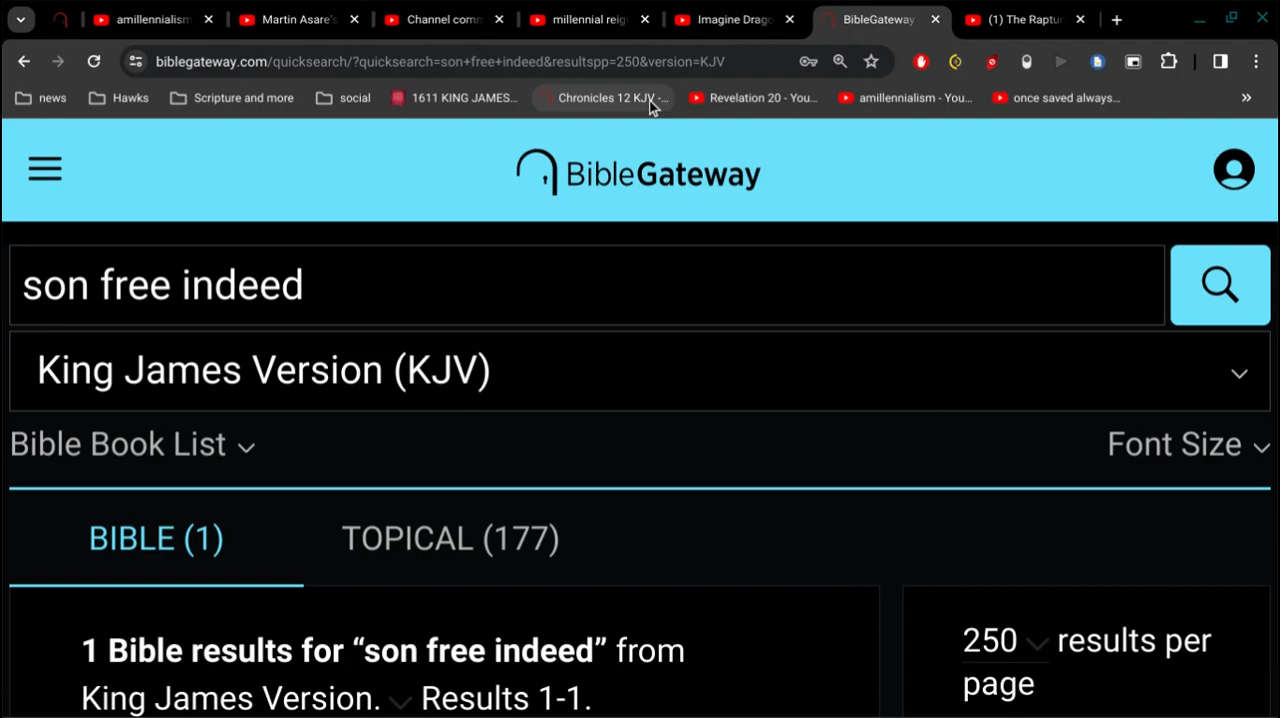 amillennialism
Martin Asare's
Channel com
millennial reig
Imagine Drag
BibleGateway
(1) The Raptu
biblegateway.com/quicksearch/?quicksearch=son+free+indeed&resultspp=250&version=KJV
news
Hawks
Scripture and more
social
1611 KING JAMES...
Chronicles 12 KJV -...
Revelation 20 - You...
amillennialism - You...
once saved always...
»
BibleGateway
son free indeed
King James Version (KJV)
Bible Book List
Font Size
BIBLE (1)
TOPICAL (177)
1 Bible results for “son free indeed” from
King James Version. Results 1-1.
250 results per
page